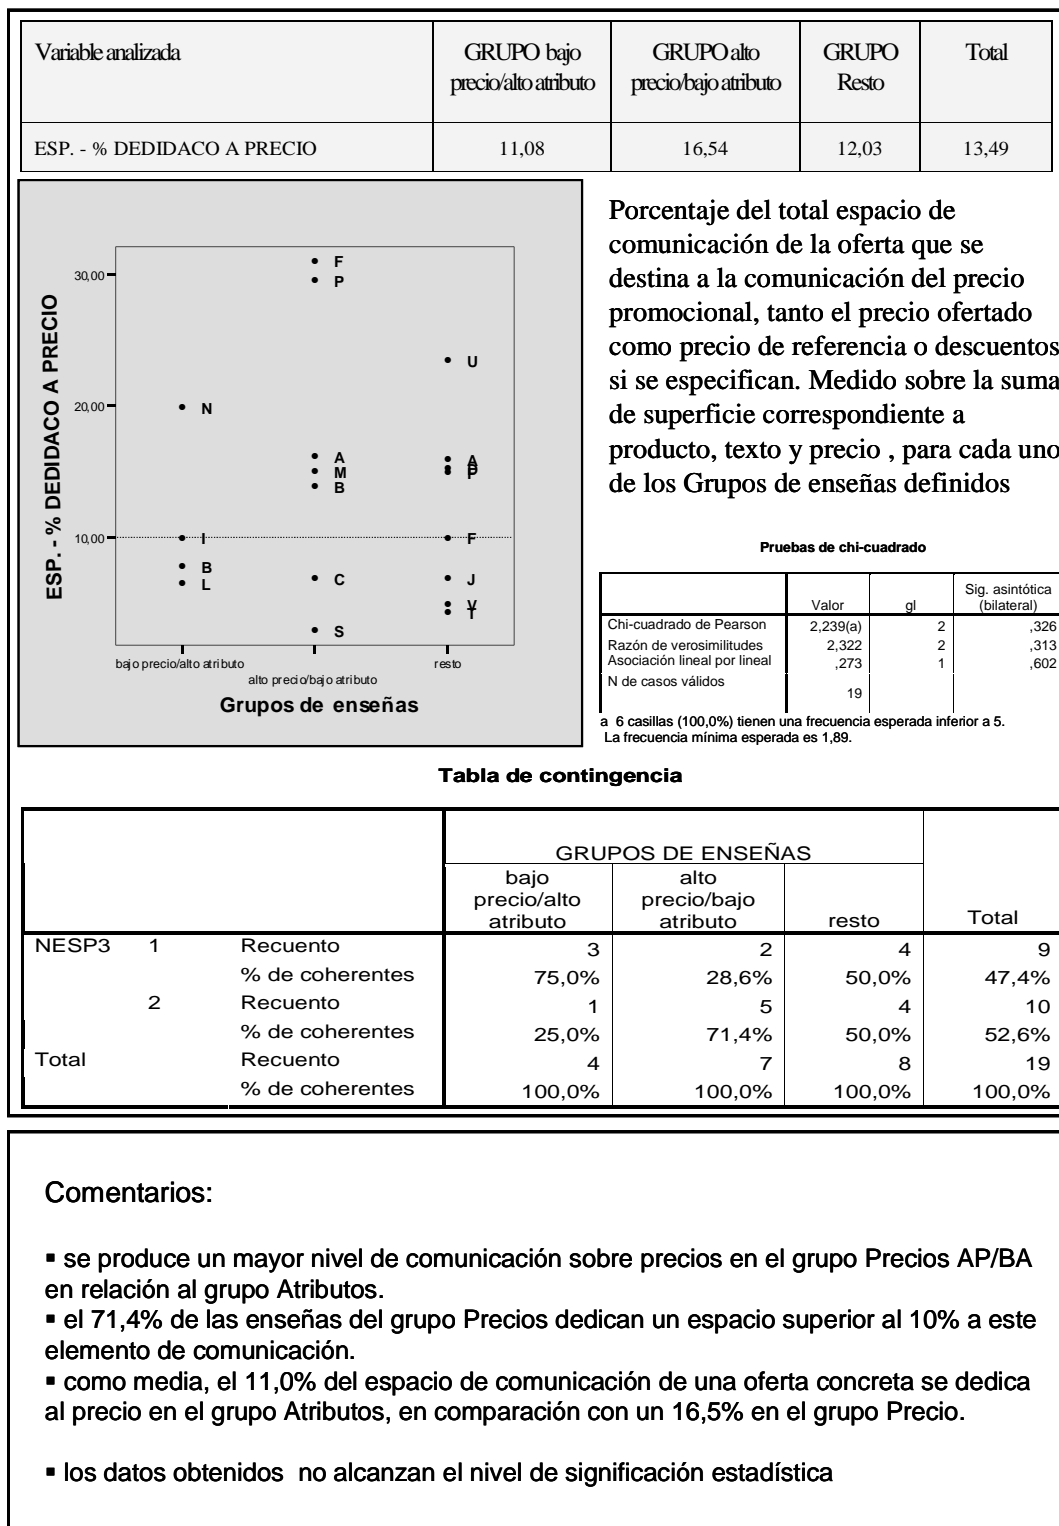 Variable analizada
GRUPO bajo precio/alto atributo
GRUPO alto precio/bajo atributo
GRUPO Resto
Total
ESP. - % DEDIDACO A PRECIO 11,08 16,54 12,03 13,49
Porcentaje del total espacio de
comunicación de la oferta que se
destina a la comunicación del precio
promocional, tanto el precio ofertado
como precio de referencia o descuentos
si se especifican. Medido sobre la suma
de superficie correspondiente a
producto, texto y precio , para cada uno
de los Grupos de enseñas definidos
ESP. - % DEDIDACO A PRECIO
30,00
20,00
10,00
N
I
B
L
F
P
A
M
B
C
S
U
A
P
F
J
V
T
bajo precio/alto atributo
alto precio/bajo atributo
resto
Grupos de enseñas
Pruebas de chi-cuadrado
Valor gl Sig. asintótica
(bilateral)
Chi-cuadrado de Pearson 2,239(a) 2 ,326
Razón de verosimilitudes 2,322 2 ,313
Asociación lineal por lineal ,273 1 ,602
N de casos válidos
19
a 6 casillas (100,0%) tienen una frecuencia esperada inferior a 5.
La frecuencia mínima esperada es 1,89.
Tabla de contingencia
GRUPOS DE ENSEÑAS
bajo precio/alto atributo
alto precio/bajo atributo
resto
Total
NESP3 1 Recuento 3 2 4 9
% de coherentes 75,0% 28,6% 50,0% 47,4%
2 Recuento 1 5 4 10
% de coherentes 25,0% 71,4% 50,0% 52,6%
Total Recuento 4 7 8 19
% de coherentes 100,0% 100,0% 100,0% 100,0%
Comentarios:
▪ se produce un mayor nivel de comunicación sobre precios en el grupo Precios AP/BA
en relación al grupo Atributos.
▪ el 71,4% de las enseñas del grupo Precios dedican un espacio superior al 10% a este
elemento de comunicación.
▪ como media, el 11,0% del espacio de comunicación de una oferta concreta se dedica
al precio en el grupo Atributos, en comparación con un 16,5% en el grupo Precio.
▪ los datos obtenidos no alcanzan el nivel de significación estadística